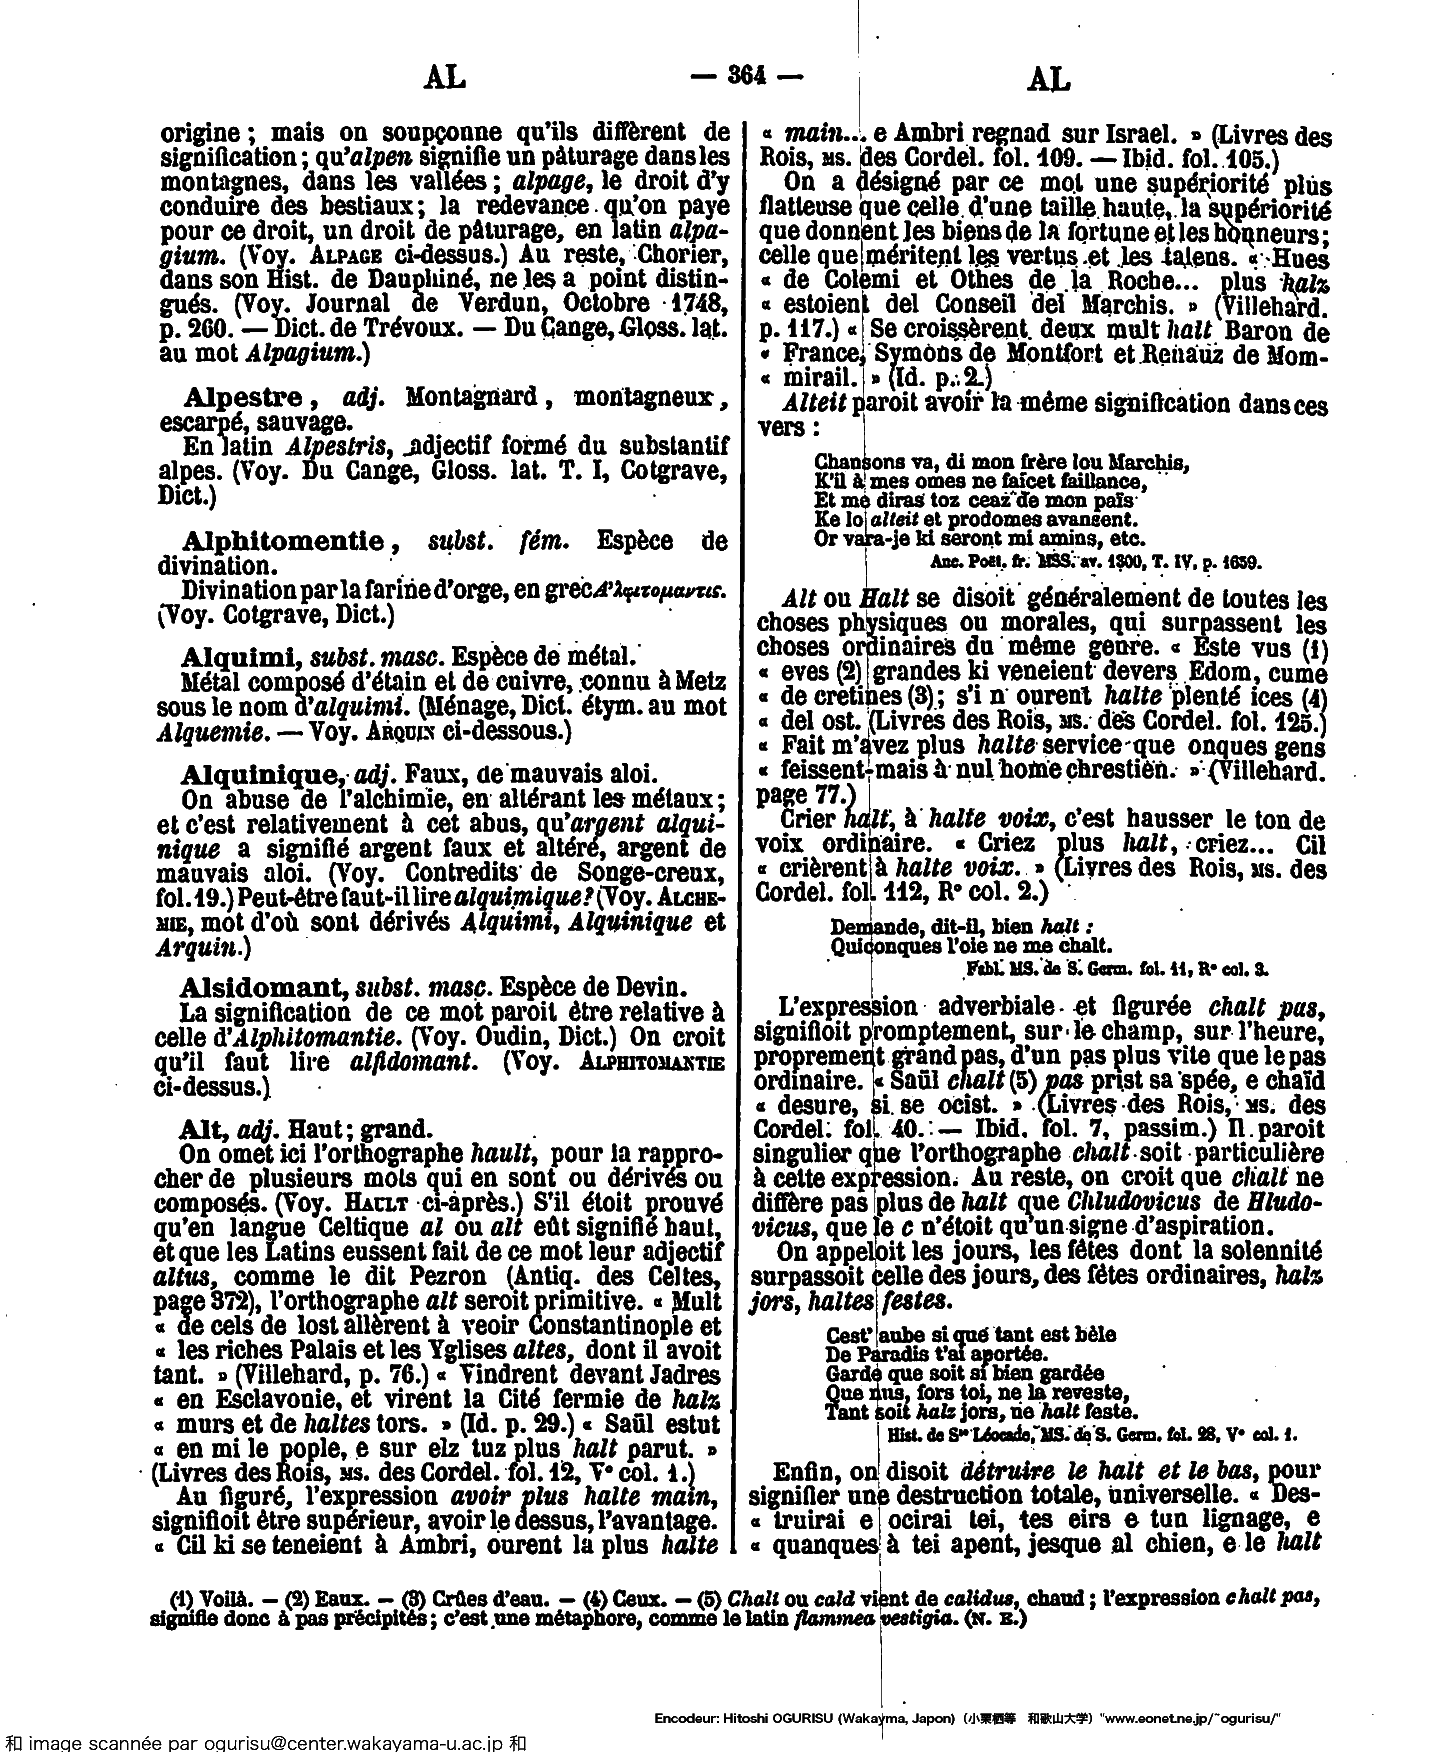 AL — 364 — AL
origine ; mais on soupçonne qu'ils diffèrent de
signification ; qu'alpen signifie un pâturage dans les
montagnes, dans les vallées ; alpage, le droit d'y
conduire des bestiaux ; la redevance qu'on paye
pour ce droit, un droit de pâturage, en latin alpa-
gium. (Voy. ALPAGE ci-dessus.) Au reste, Chorier,
dans son Hist. de Dauphiné, ne les a point distin-
gués. (Voy. Journal de Verdun, Octobre 1748,
p. 260. — Dict. de Trévoux. — Du Cange, Gloss. lat.
au mot Alpagium.)
Alpestre, adj. Montagnard, montagneux,
escarpé, sauvage.
En latin Alpestris, adjectif formé du substantif
alpes. (Voy. Du Cange, Gloss. lat. T. I, Cotgrave,
Dict.)
Alphitomentie, subst. fém. Espèce de
divination.
Divination par la farine d'orge, en grec Α'λφιτομαντις.
(Voy. Cotgrave, Dict.)
Alquimi, subst. masc. Espèce de métal.
Métal composé d'étain et de cuivre, connu à Metz
sous le nom d'alquimi. (Ménage, Dict. étym. au mot
Alquemie. — Voy. ARQUIN ci-dessous.)
Alquinique, adj. Faux, de mauvais aloi.
On abuse de l'alchimie, en altérant les métaux ;
et c'est relativement à cet abus, qu'argent alqui-
nique a signifié argent faux et altéré, argent de
mauvais aloi. (Voy. Contredits de Songe-creux,
fol. 19.) Peut-être faut-il lire alquimique ? (Voy. ALCHE-
MIE, mot d'où sont dérivés Alquimi, Alquinique et
Arquin.)
Alsidomant, subst. masc. Espèce de Devin.
La signification de ce mot paroit être relative à
celle d'Alphitomantie. (Voy. Oudin, Dict.) On croit
qu'il faut lire alfidomant. (Voy. ALPHITOMANTIE
ci-dessus.)
Alt, adj. Haut ; grand.
On omet ici l'orthographe hault, pour la rappro-
cher de plusieurs mots qui en sont ou dérivés ou
composés. (Voy. HAULT ci-après.) S'il étoit prouvé
qu'en langue Celtique al ou alt eût signifié haut,
et que les Latins eussent fait de ce mot leur adjectif
altus, comme le dit Pezron (Antiq. des Celtes,
page 372), l'orthographe alt seroit primitive. « Mult
« de cels de lost allèrent à veoir Constantinople et
« les riches Palais et les Yglises altes, dont il avoit
tant. » (Villehard, p. 76.) « Vindrent devant Jadres
« en Esclavonie, et virent la Cité fermie de halz
« murs et de haltes tors. » (Id. p. 29.) « Saül estut
« en mi le pople, e sur elz tuz plus halt parut. »
(Livres des Rois, MS. des Cordel. fol. 12, V° col. 1.)
Au figuré, l'expression avoir plus halte main,
signifioit être supérieur, avoir le dessus, l'avantage.
« Cil ki se teneient à Ambri, ourent la plus halte
« main... e Ambri regnad sur Israel. » (Livres des
Rois, MS. des Cordel. fol. 109. — Ibid. fol. 105.)
On a désigné par ce mot une supériorité plus
flatteuse que celle d'une taille haute, la supériorité
que donnent les biens de la fortune et les honneurs ;
celle que méritent les vertus et les talens. « Hues
« de Colemi et Othes de la Roche... plus halz
« estoient del Conseil del Marchis. » (Villehard.
p. 117.) « Se croissèrent deux mult halt Baron de
« France, Symons de Montfort et Renauz de Mom-
« mirail. » (Id. p. 2.)
Alteit paroit avoir la même signification dans ces
vers :
Chansons va, di mon frère lou Marchis,
K'il à mes omes ne faicet faillance,
Et me diras toz ceaz de mon païs
Ke lo alteit et prodomes avansent.
Or vara-je ki seront mi amins, etc.
Anc. Poët. fr. MSS. av. 1300, T. IV, p. 1659.
Alt ou Halt se disoit généralement de toutes les
choses physiques ou morales, qui surpassent les
choses ordinaires du même genre. « Este vus (1)
« eves (2) grandes ki veneient devers Edom, cume
« de cretines (3) ; s'i n' ourent halte plenté ices (4)
« del ost. (Livres des Rois, MS. des Cordel. fol. 125.)
« Fait m'avez plus halte service que onques gens
« feissent mais à nul home chrestien. » (Villehard.
page 77.)
Crier halt, à halte voix, c'est hausser le ton de
voix ordinaire. « Criez plus halt, criez... Cil
« crièrent à halte voix. » (Livres des Rois, MS. des
Cordel. fol. 112, R° col. 2.)
Demande, dit-il, bien halt :
Quiconques l'oie ne me chalt.
Fabl. MS. de S. Germ. fol. 11, R° col. 3.
L'expression adverbiale et figurée chalt pas,
signifioit promptement, sur le champ, sur l'heure,
proprement grand pas, d'un pas plus vite que le pas
ordinaire. « Saül chalt (5) pas prist sa spée, e chaïd
« desure, si se ocist. » (Livres des Rois, MS. des
Cordel. fol. 40. — Ibid. fol. 7, passim.) Il paroit
singulier que l'orthographe chalt soit particulière
à cette expression. Au reste, on croit que chalt ne
diffère pas plus de halt que Chludovicus de Hludo-
vicus, que le c n'étoit qu'un signe d'aspiration.
On appeloit les jours, les fêtes dont la solennité
surpassoit celle des jours, des fêtes ordinaires, halz
jors, haltes festes.
Cest' aube si que tant est bèle
De Paradis t'ai aportée.
Garde que soit si bien gardée
Que nus, fors toi, ne la reveste,
Tant soit halz jors, ne halt feste.
Hist. de Ste Léocade, MS. de S. Germ. fol. 28, V° col. 1.
Enfin, on disoit détruire le halt et le bas, pour
signifier une destruction totale, universelle. « Des-
« truirai e ocirai tei, tes eirs e tun lignage, e
« quanques à tei apent, jesque al chien, e le halt
(1) Voilà. — (2) Eaux. — (3) Crûes d'eau. — (4) Ceux. — (5) Chalt ou cald vient de calidus, chaud ; l'expression chalt pas,
signifie donc à pas précipités ; c'est une métaphore, comme le latin flammea vestigia. (N. E.)
Encodeur: Hitoshi OGURISU (Wakayma, Japon) (小栗栖等 和歌山大学) "www.eonet.ne.jp/~ogurisu/"
和 image scannée par ogurisu@center.wakayama-u.ac.jp 和